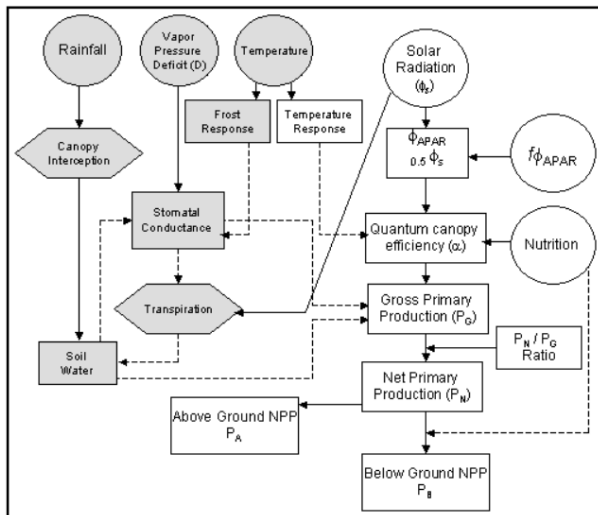 Rainfall
Vapor
Pressure
Deficit (D)
Temperature
Solar
Radiation
(ϕs)
Frost
Response
Temperature
Response
ϕAPAR
0.5 ϕs
fϕAPAR
Canopy
Interception
Stomatal
Conductance
Quantum canopy
efficiency (α)
Nutrition
Transpiration
Gross Primary
Production (PG)
PN / PG
Ratio
Soil
Water
Net Primary
Production (PN)
Above Ground NPP
PA
Below Ground NPP
PB